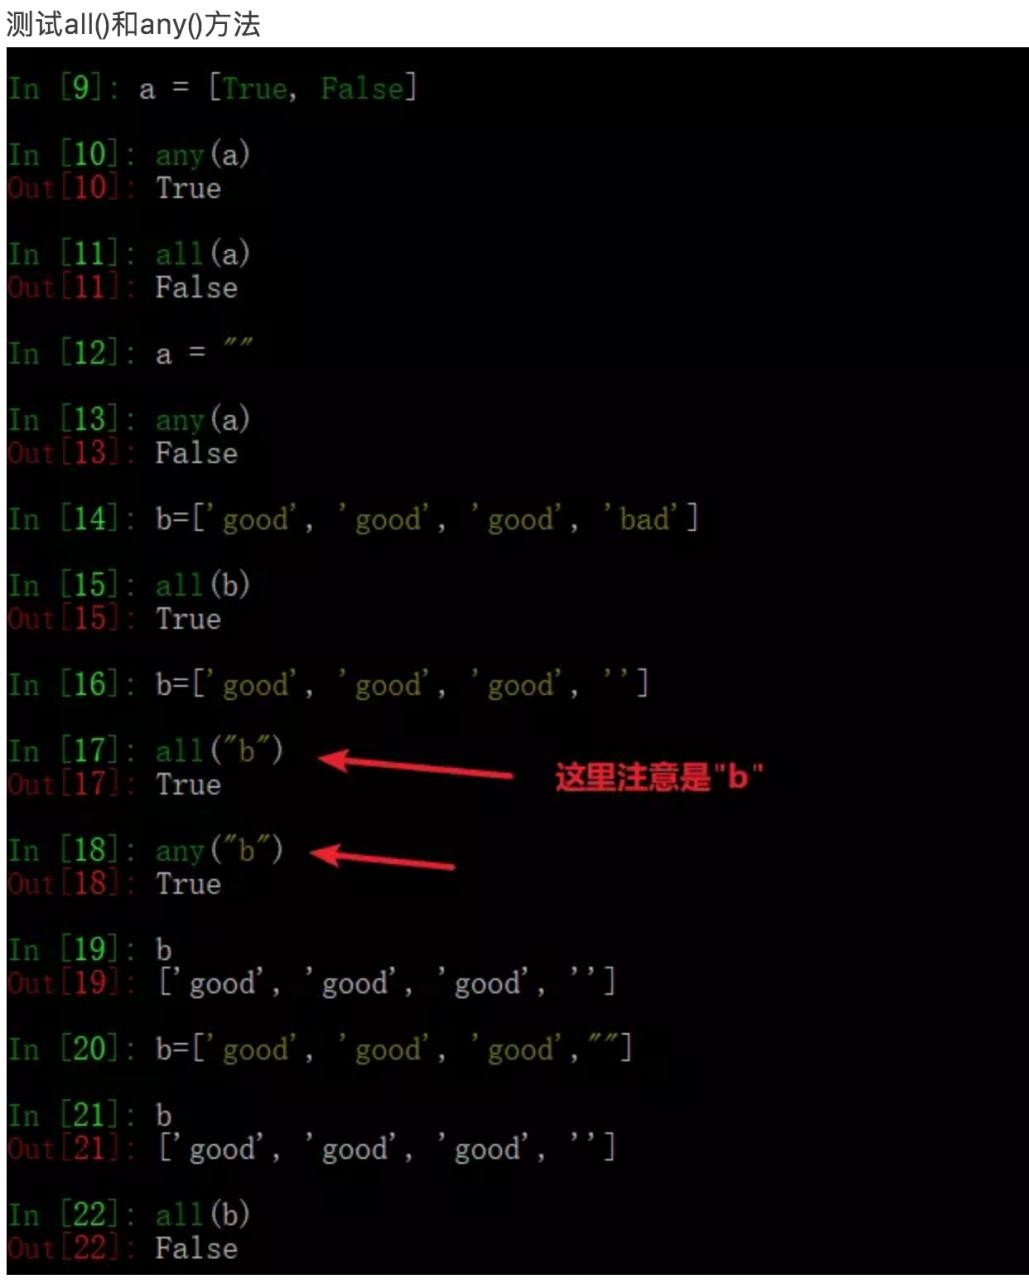 测试all()和any()方法
In [9]: a = [True, False]
In [10]: any(a)
Out[10]: True
In [11]: all(a)
Out[11]: False
In [12]: a = ""
In [13]: any(a)
Out[13]: False
In [14]: b=['good', 'good', 'good', 'bad']
In [15]: all(b)
Out[15]: True
In [16]: b=['good', 'good', 'good', '']
In [17]: all("b")
Out[17]: True
这里注意是"b"
In [18]: any("b")
Out[18]: True
In [19]: b
Out[19]: ['good', 'good', 'good', '']
In [20]: b=['good', 'good', 'good',""]
In [21]: b
Out[21]: ['good', 'good', 'good', '']
In [22]: all(b)
Out[22]: False